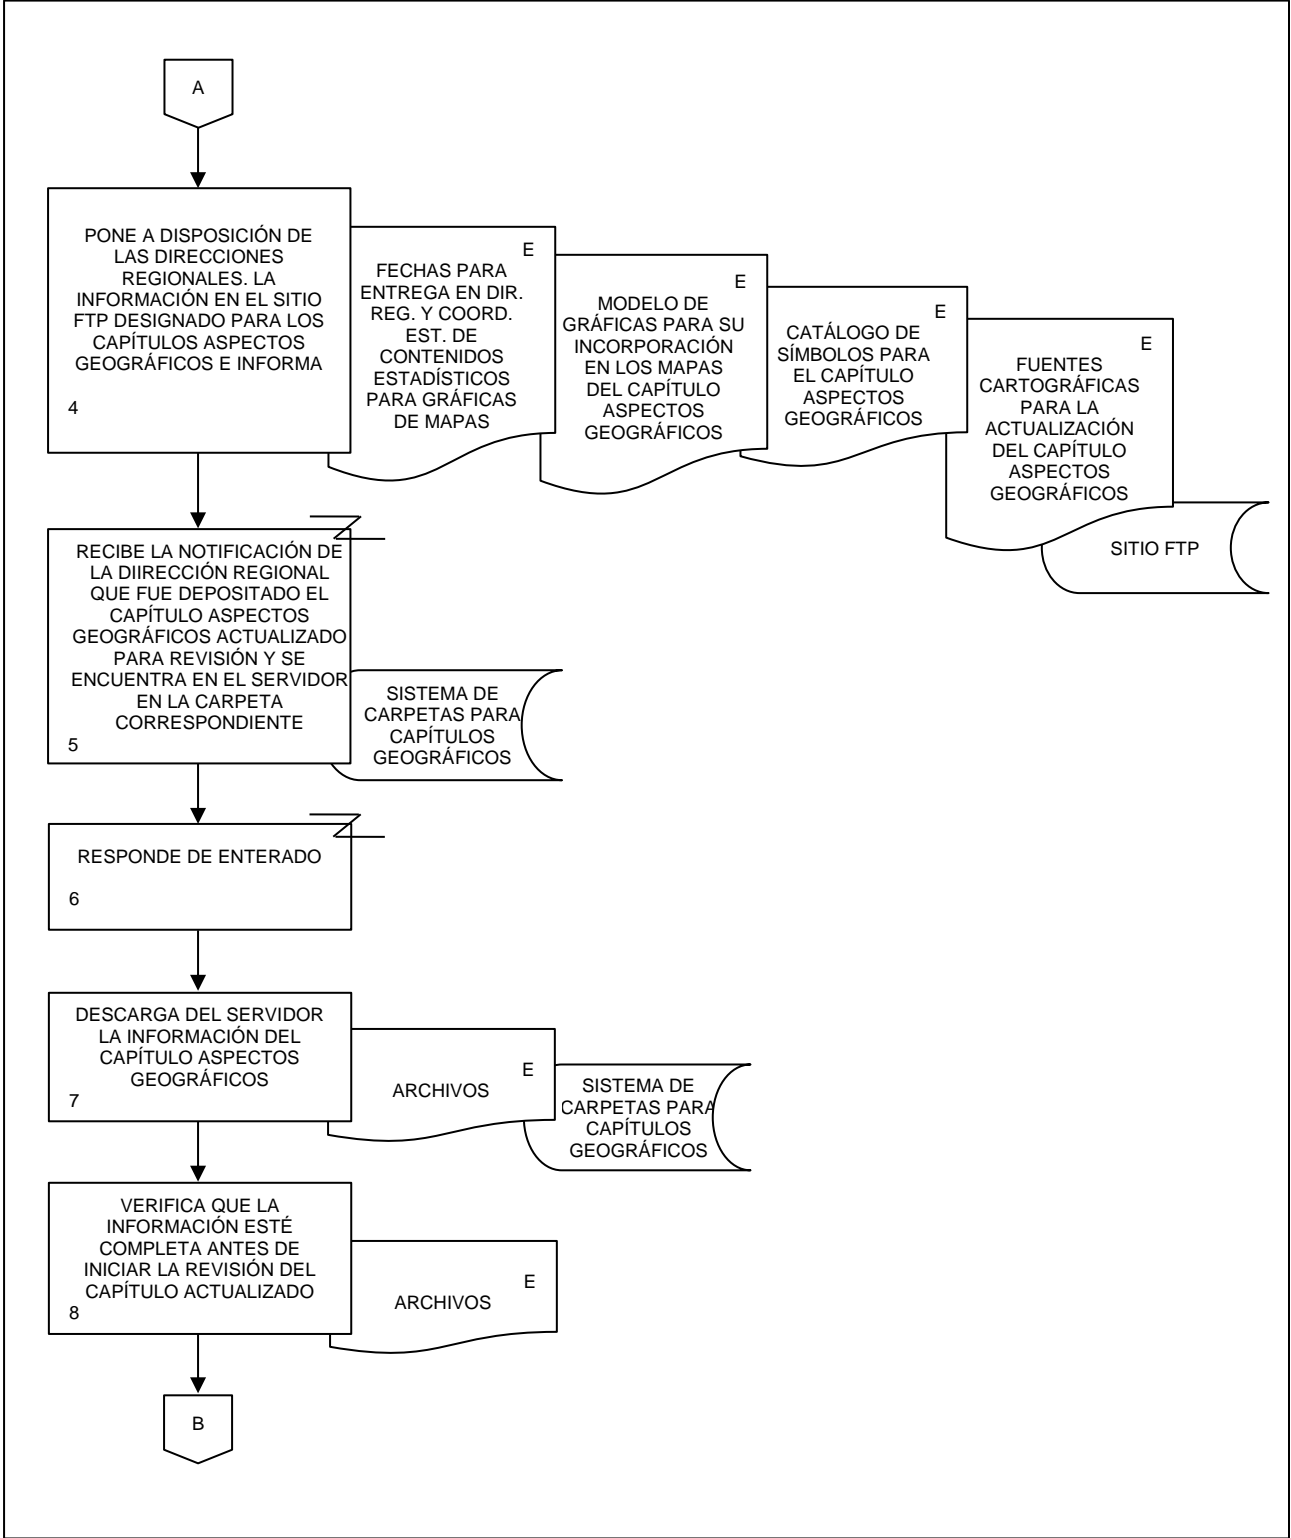 A
PONE A DISPOSICIÓN DE
LAS DIRECCIONES
REGIONALES. LA
INFORMACIÓN EN EL SITIO
FTP DESIGNADO PARA LOS
CAPÍTULOS ASPECTOS
GEOGRÁFICOS E INFORMA
4
E
FECHAS PARA
ENTREGA EN DIR.
REG. Y COORD.
EST. DE
CONTENIDOS
ESTADÍSTICOS
PARA GRÁFICAS
DE MAPAS
E
MODELO DE
GRÁFICAS PARA SU
INCORPORACIÓN
EN LOS MAPAS
DEL CAPÍTULO
ASPECTOS
GEOGRÁFICOS
E
CATÁLOGO DE
SÍMBOLOS PARA
EL CAPÍTULO
ASPECTOS
GEOGRÁFICOS
E
FUENTES
CARTOGRÁFICAS
PARA LA
ACTUALIZACIÓN
DEL CAPÍTULO
ASPECTOS
GEOGRÁFICOS
SITIO FTP
RECIBE LA NOTIFICACIÓN DE
LA DIIRECCIÓN REGIONAL
QUE FUE DEPOSITADO EL
CAPÍTULO ASPECTOS
GEOGRÁFICOS ACTUALIZADO
PARA REVISIÓN Y SE
ENCUENTRA EN EL SERVIDOR
EN LA CARPETA
CORRESPONDIENTE
5
SISTEMA DE
CARPETAS PARA
CAPÍTULOS
GEOGRÁFICOS
RESPONDE DE ENTERADO
6
DESCARGA DEL SERVIDOR
LA INFORMACIÓN DEL
CAPÍTULO ASPECTOS
GEOGRÁFICOS
7
E
ARCHIVOS
SISTEMA DE
CARPETAS PARA
CAPÍTULOS
GEOGRÁFICOS
VERIFICA QUE LA
INFORMACIÓN ESTÉ
COMPLETA ANTES DE
INICIAR LA REVISIÓN DEL
CAPÍTULO ACTUALIZADO
8
E
ARCHIVOS
B